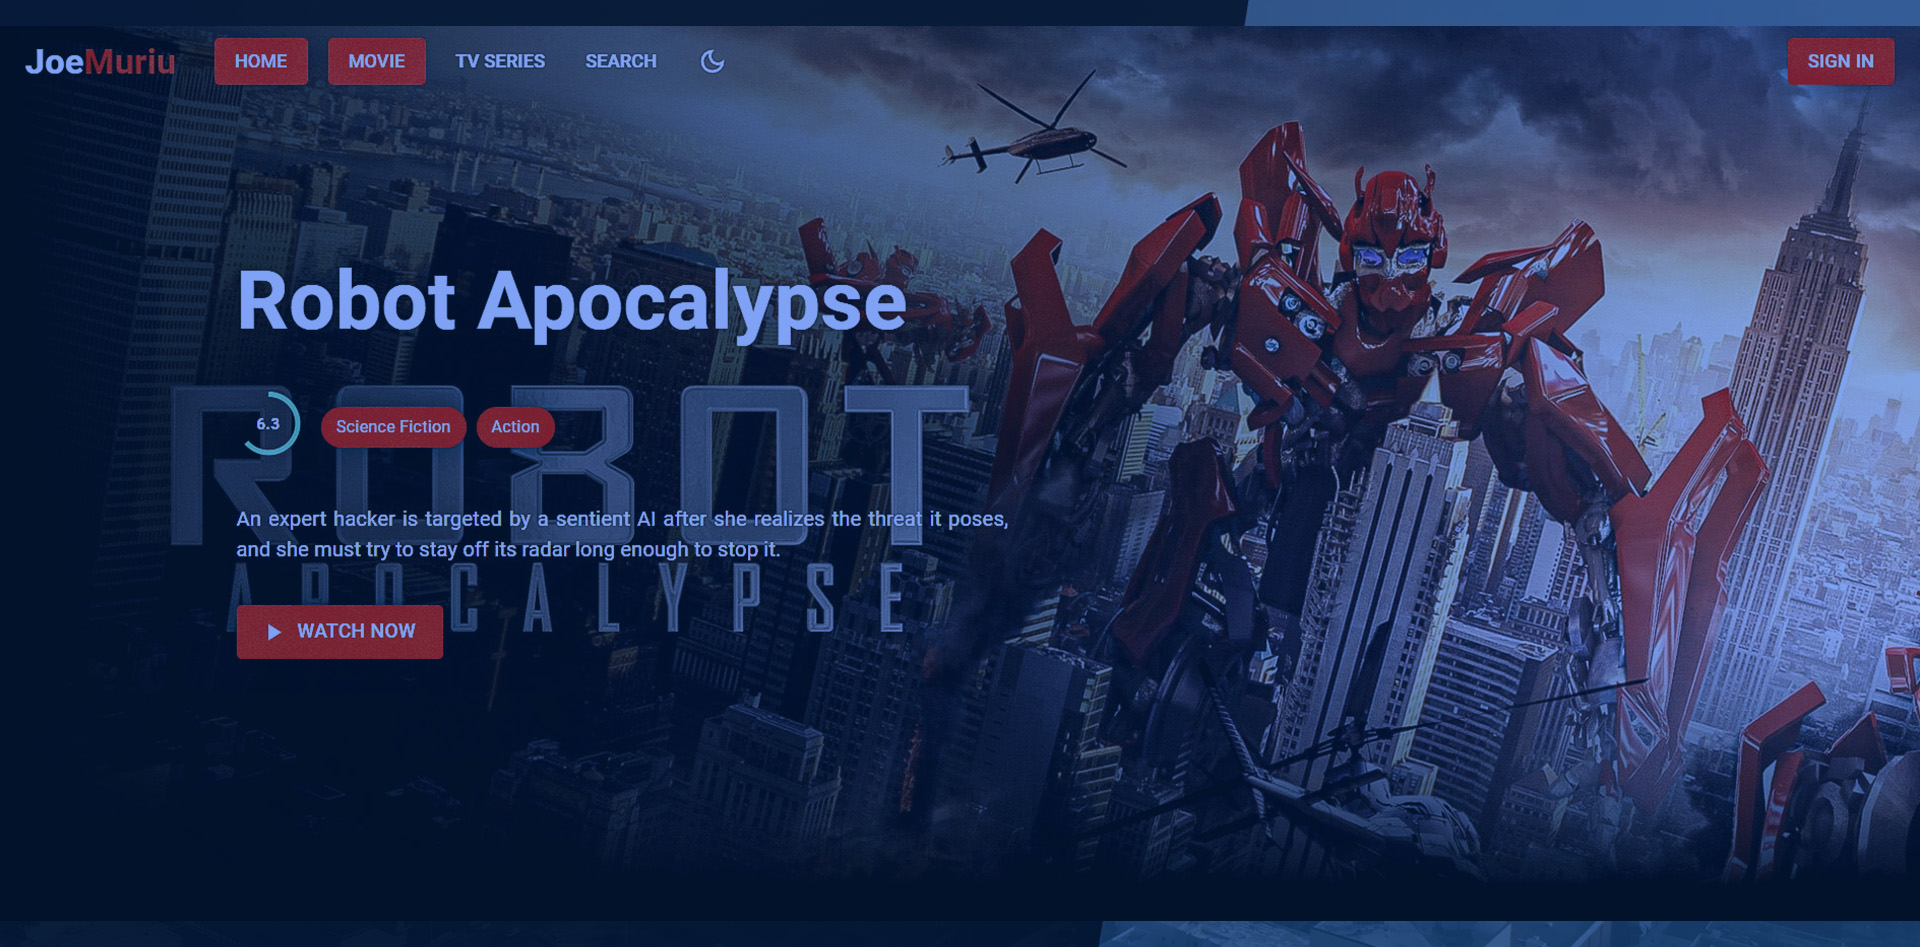 JoeMuriu HOME MOVIE TV SERIES SEARCH SIGN IN
Robot Apocalypse
ROBOT
6.3 Science Fiction Action
An expert hacker is targeted by a sentient AI after she realizes the threat it poses,
and she must try to stay off its radar long enough to stop it.
APOCALYPSE
WATCH NOW